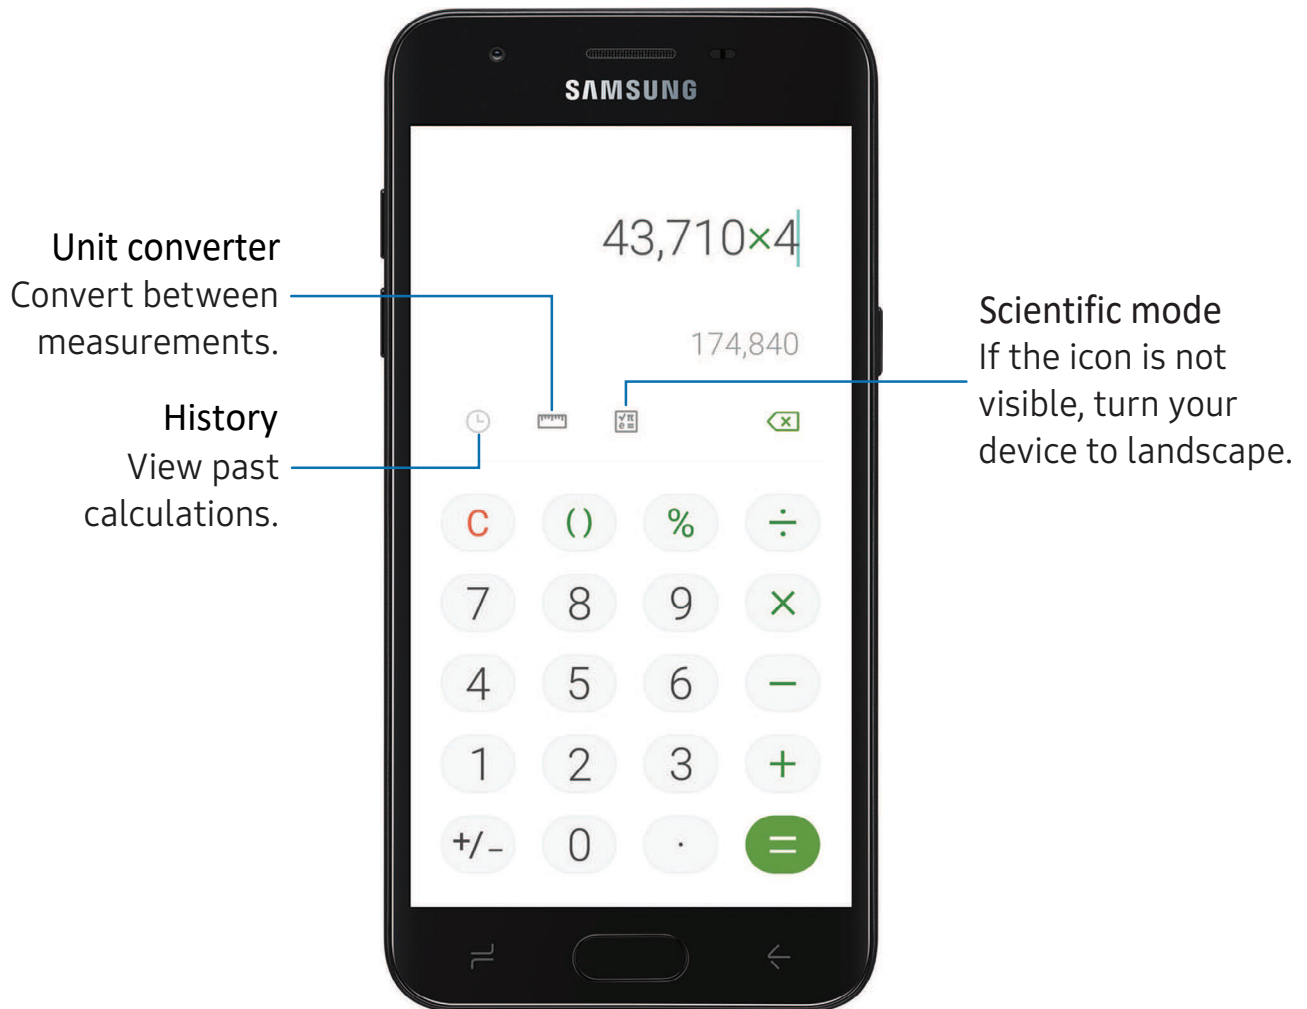 SAMSUNG
43,710×4
174,840
Unit converter
Convert between
measurements.
History
View past
calculations.
Scientific mode
If the icon is not
visible, turn your
device to landscape.
√π
e=
C
()
%
÷
7
8
9
×
4
5
6
−
1
2
3
+
+/−
0
.
=